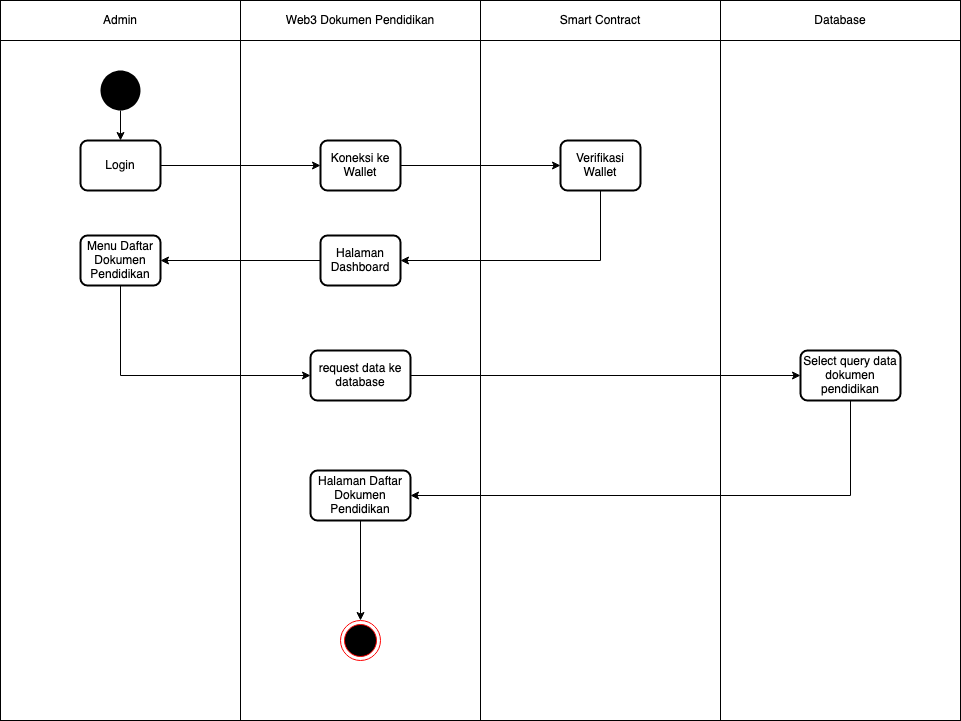 Admin
Web3 Dokumen Pendidikan
Smart Contract
Database
Login
Koneksi ke
Wallet
Verifikasi
Wallet
Menu Daftar
Dokumen
Pendidikan
Halaman
Dashboard
request data ke
database
Select query data
dokumen
pendidikan
Halaman Daftar
Dokumen
Pendidikan